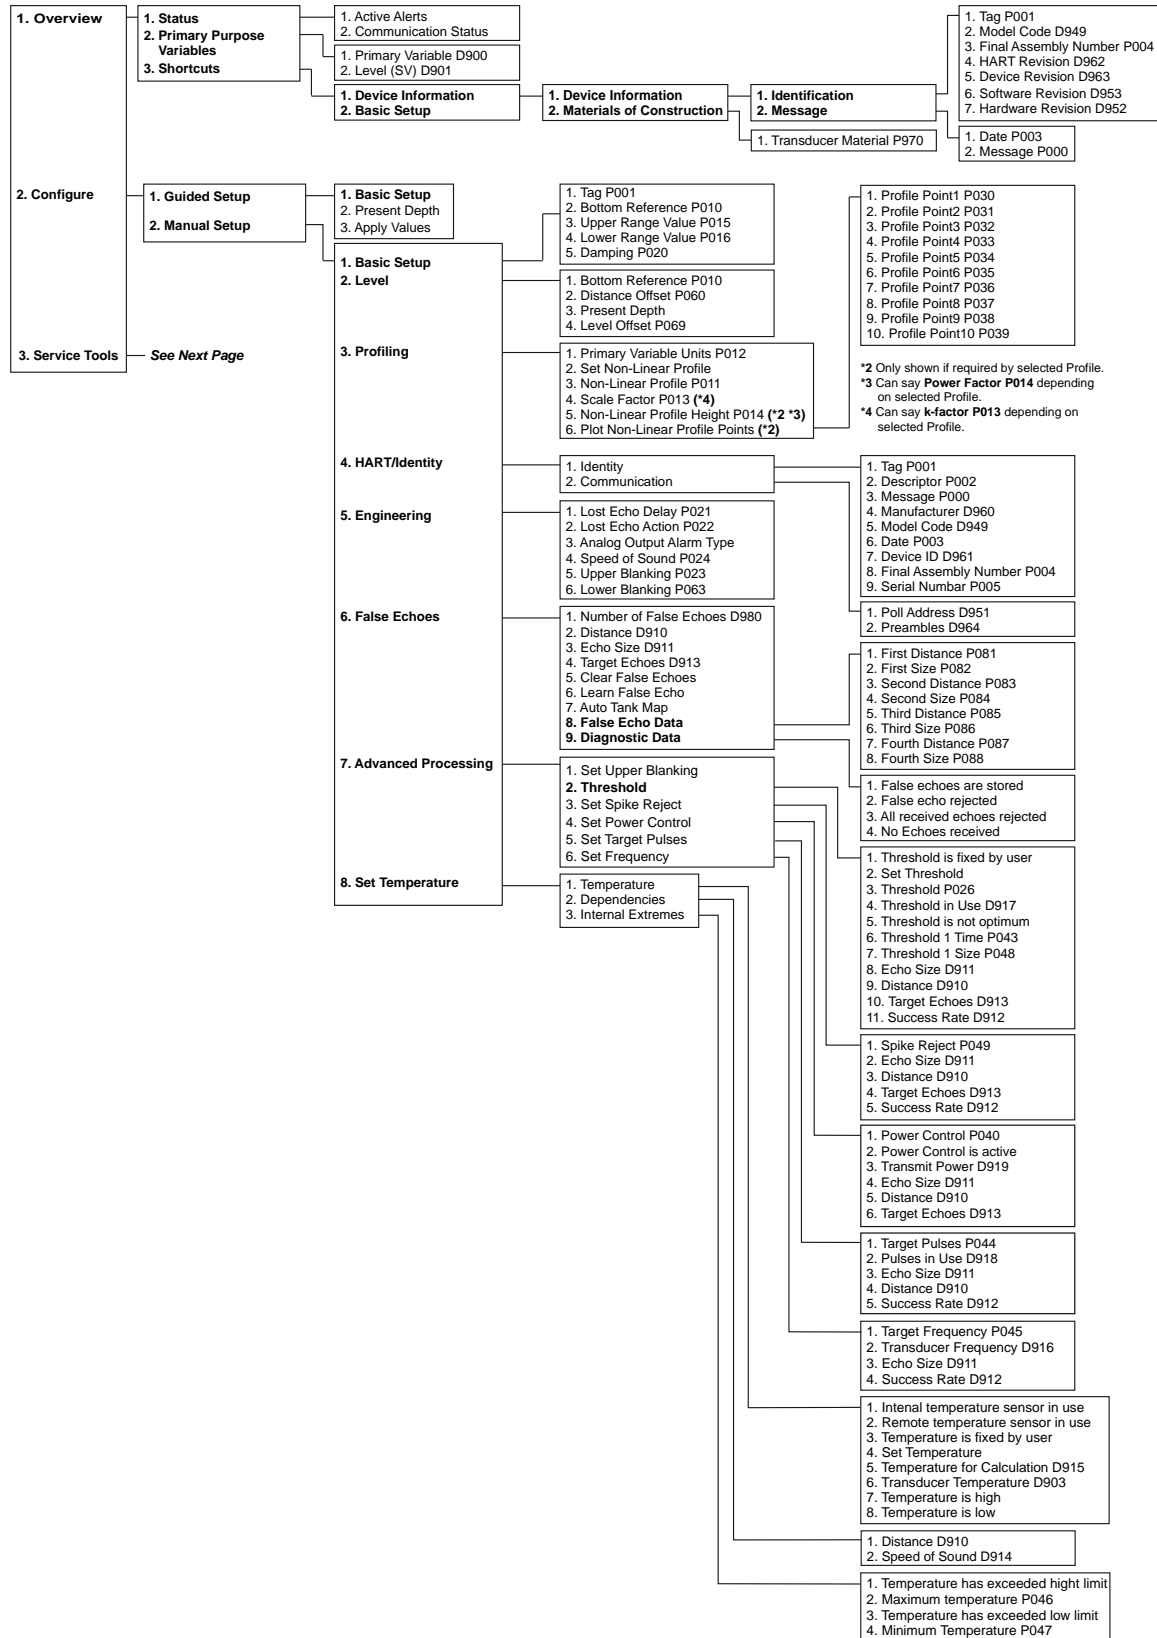 1. Overview
1. Status
2. Primary Purpose
Variables
3. Shortcuts
1. Active Alerts
2. Communication Status
1. Primary Variable D900
2. Level (SV) D901
1. Device Information
2. Basic Setup
1. Device Information
2. Materials of Construction
1. Identification
2. Message
1. Transducer Material P970
1. Tag P001
2. Model Code D949
3. Final Assembly Number P004
4. HART Revision D962
5. Device Revision D963
6. Software Revision D953
7. Hardware Revision D952
1. Date P003
2. Message P000
2. Configure
1. Guided Setup
2. Manual Setup
1. Basic Setup
2. Present Depth
3. Apply Values
1. Basic Setup
2. Level
3. Profiling
4. HART/Identity
5. Engineering
6. False Echoes
7. Advanced Processing
8. Set Temperature
1. Tag P001
2. Bottom Reference P010
3. Upper Range Value P015
4. Lower Range Value P016
5. Damping P020
1. Bottom Reference P010
2. Distance Offset P060
3. Present Depth
4. Level Offset P069
1. Primary Variable Units P012
2. Set Non-Linear Profile
3. Non-Linear Profile P011
4. Scale Factor P013 (*4)
5. Non-Linear Profile Height P014 (*2 *3)
6. Plot Non-Linear Profile Points (*2)
1. Profile Point1 P030
2. Profile Point2 P031
3. Profile Point3 P032
4. Profile Point4 P033
5. Profile Point5 P034
6. Profile Point6 P035
7. Profile Point7 P036
8. Profile Point8 P037
9. Profile Point9 P038
10. Profile Point10 P039
*2 Only shown if required by selected Profile.
*3 Can say Power Factor P014 depending
on selected Profile.
*4 Can say k-factor P013 depending on
selected Profile.
3. Service Tools
See Next Page
1. Identity
2. Communication
1. Tag P001
2. Descriptor P002
3. Message P000
4. Manufacturer D960
5. Model Code D949
6. Date P003
7. Device ID D961
8. Final Assembly Number P004
9. Serial Numbar P005
1. Poll Address D951
2. Preambles D964
1. Lost Echo Delay P021
2. Lost Echo Action P022
3. Analog Output Alarm Type
4. Speed of Sound P024
5. Upper Blanking P023
6. Lower Blanking P063
1. Number of False Echoes D980
2. Distance D910
3. Echo Size D911
4. Target Echoes D913
5. Clear False Echoes
6. Learn False Echo
7. Auto Tank Map
8. False Echo Data
9. Diagnostic Data
1. First Distance P081
2. First Size P082
3. Second Distance P083
4. Second Size P084
5. Third Distance P085
6. Third Size P086
7. Fourth Distance P087
8. Fourth Size P088
1. False echoes are stored
2. False echo rejected
3. All received echoes rejected
4. No Echoes received
1. Set Upper Blanking
2. Threshold
3. Set Spike Reject
4. Set Power Control
5. Set Target Pulses
6. Set Frequency
1. Threshold is fixed by user
2. Set Threshold
3. Threshold P026
4. Threshold in Use D917
5. Threshold is not optimum
6. Threshold 1 Time P043
7. Threshold 1 Size P048
8. Echo Size D911
9. Distance D910
10. Target Echoes D913
11. Success Rate D912
1. Spike Reject P049
2. Echo Size D911
3. Distance D910
4. Target Echoes D913
5. Success Rate D912
1. Power Control P040
2. Power Control is active
3. Transmit Power D919
4. Echo Size D911
5. Distance D910
6. Target Echoes D913
1. Target Pulses P044
2. Pulses in Use D918
3. Echo Size D911
4. Distance D910
5. Success Rate D912
1. Target Frequency P045
2. Transducer Frequency D916
3. Echo Size D911
4. Success Rate D912
1. Temperature
2. Dependencies
3. Internal Extremes
1. Intenal temperature sensor in use
2. Remote temperature sensor in use
3. Temperature is fixed by user
4. Set Temperature
5. Temperature for Calculation D915
6. Transducer Temperature D903
7. Temperature is high
8. Temperature is low
1. Distance D910
2. Speed of Sound D914
1. Temperature has exceeded hight limit
2. Maximum temperature P046
3. Temperature has exceeded low limit
4. Minimum Temperature P047